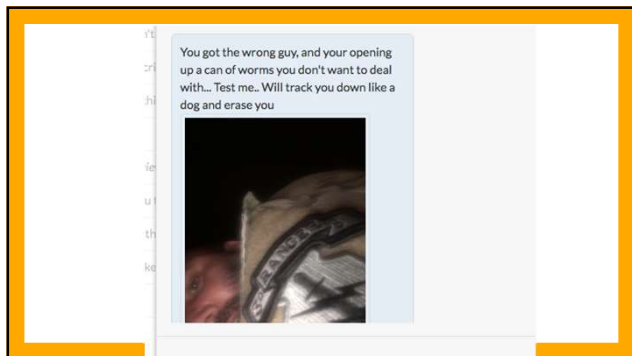 You got the wrong guy, and your opening
up a can of worms you don't want to deal
with... Test me.. Will track you down like a
dog and erase you
RANGER